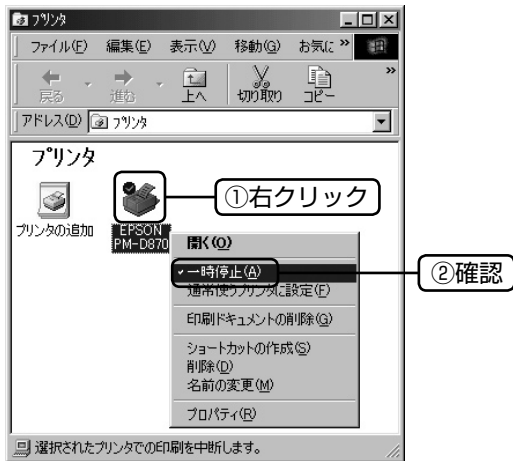 プリンタ
ファイル(F) 編集(E) 表示(V) 移動(G) お気に »
戻る 進む 上へ 切り取り コピー »
アドレス(D) プリンタ
プリンタ
①右クリック
プリンタの追加
EPSON
PM-D870
開く(O)
✓一時停止(A)
②確認
通常使うプリンタに設定(F)
印刷ドキュメントの削除(G)
ショートカットの作成(S)
削除(D)
名前の変更(M)
プロパティ(R)
選択されたプリンタでの印刷を中断します。